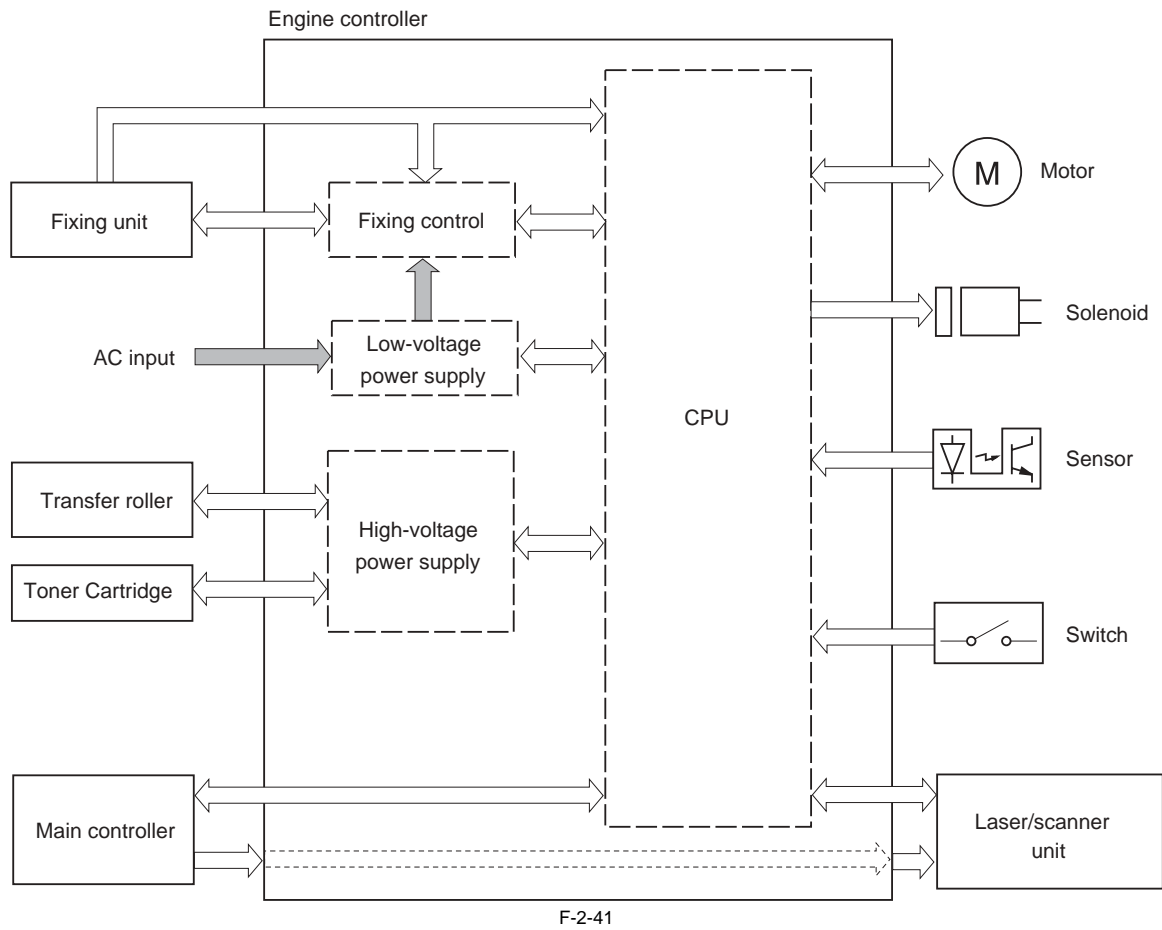 Engine controller
Fixing unit
Fixing control
M
Motor
Solenoid
AC input
Low-voltage
power supply
CPU
Sensor
Transfer roller
High-voltage
power supply
Toner Cartridge
Switch
Main controller
Laser/scanner
unit
F-2-41